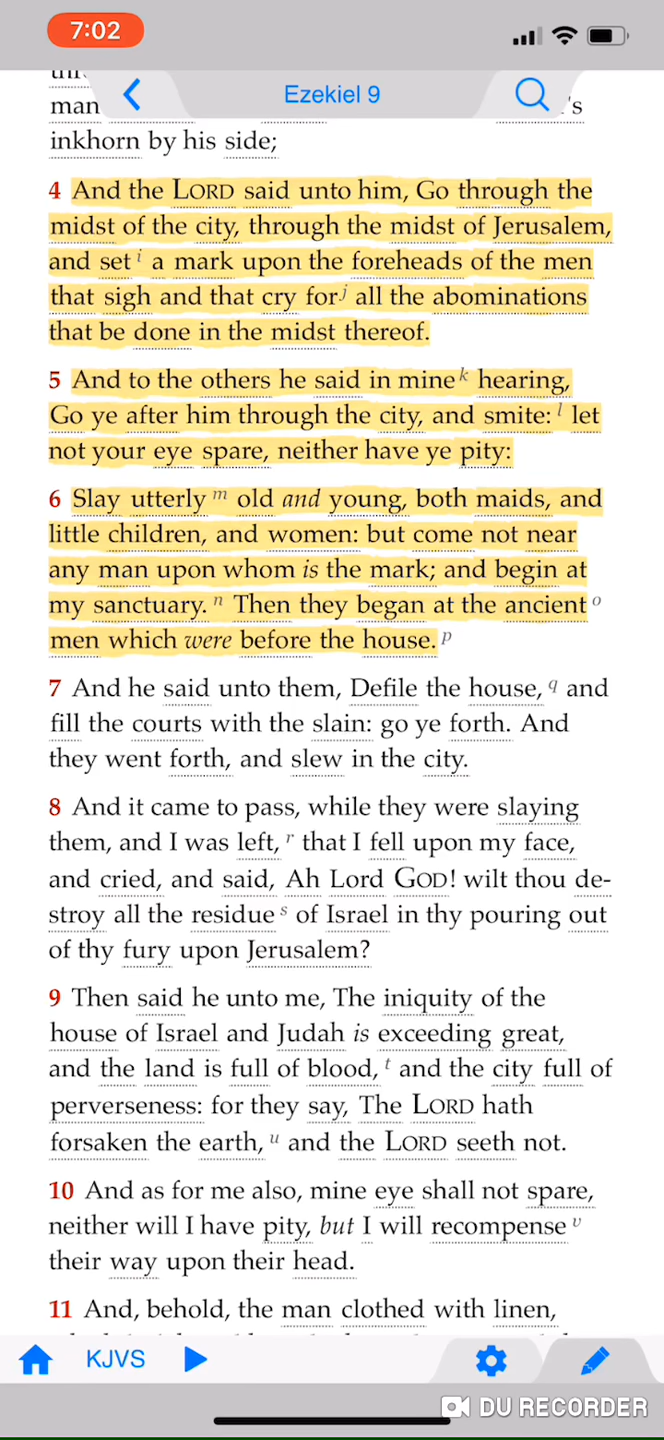 7:02
man
Ezekiel 9
's
inkhorn by his side;
4 And the LORD said unto him, Go through the
midst of the city, through the midst of Jerusalem,
and set i a mark upon the foreheads of the men
that sigh and that cry for j all the abominations
that be done in the midst thereof.
5 And to the others he said in mine k hearing,
Go ye after him through the city, and smite: l let
not your eye spare, neither have ye pity:
6 Slay utterly m old and young, both maids, and
little children, and women: but come not near
any man upon whom is the mark; and begin at
my sanctuary. n Then they began at the ancient o
men which were before the house. p
7 And he said unto them, Defile the house, q and
fill the courts with the slain: go ye forth. And
they went forth, and slew in the city.
8 And it came to pass, while they were slaying
them, and I was left, r that I fell upon my face,
and cried, and said, Ah Lord GOD! wilt thou de-
stroy all the residue s of Israel in thy pouring out
of thy fury upon Jerusalem?
9 Then said he unto me, The iniquity of the
house of Israel and Judah is exceeding great,
and the land is full of blood, t and the city full of
perverseness: for they say, The LORD hath
forsaken the earth, u and the LORD seeth not.
10 And as for me also, mine eye shall not spare,
neither will I have pity, but I will recompense v
their way upon their head.
11 And, behold, the man clothed with linen,
KJVS
DU RECORDER